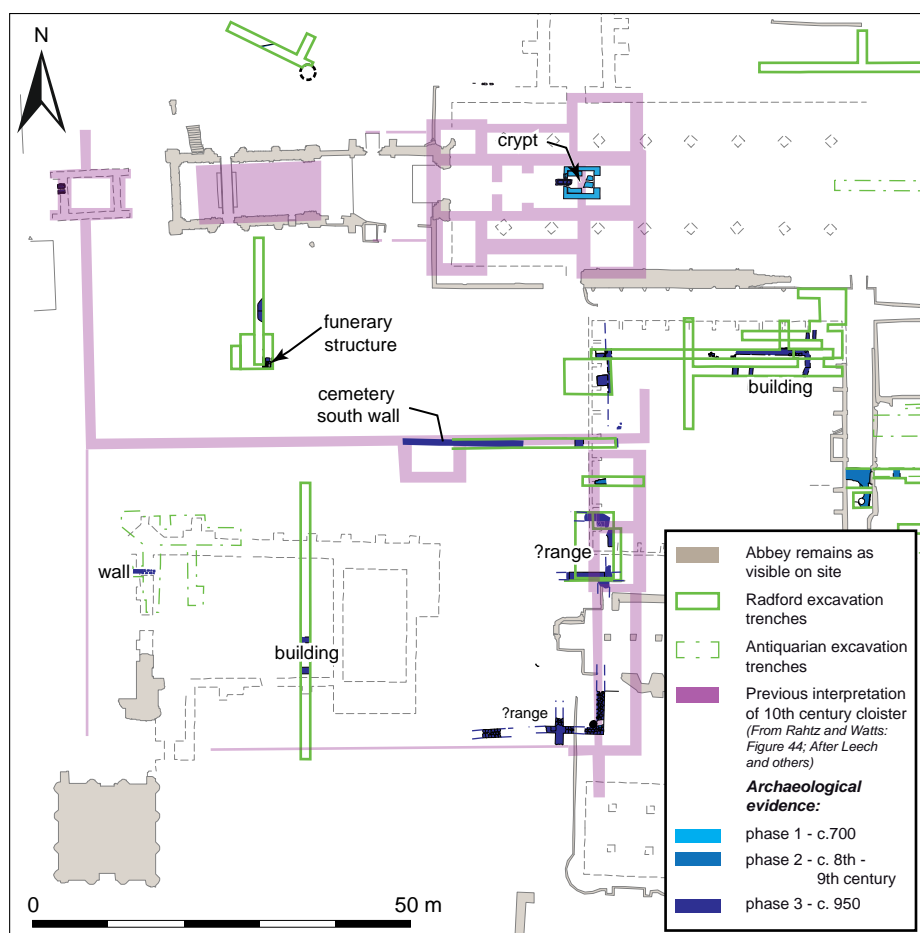 N
crypt
funerary
structure
cemetery
south wall
building
?range
wall
building
?range
0
50 m
Abbey remains as
visible on site
Radford excavation
trenches
Antiquarian excavation
trenches
Previous interpretation
of 10th century cloister
(From Rahtz and Watts:
Figure 44; After Leech
and others)
Archaeological
evidence:
phase 1 - c.700
phase 2 - c. 8th -
9th century
phase 3 - c. 950